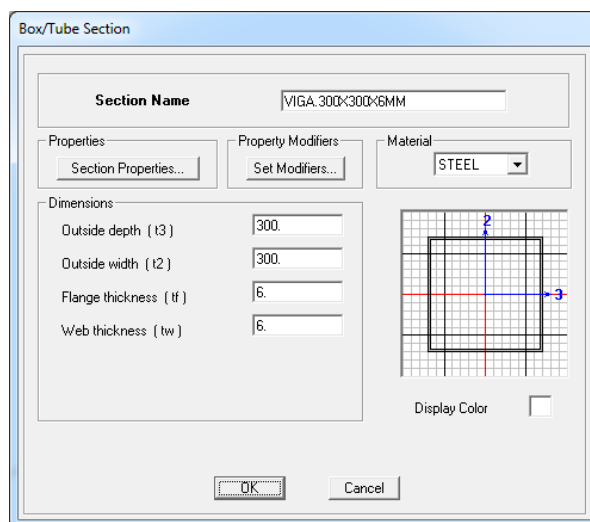 Box/Tube Section
Section Name VIGA.300X300X6MM
Properties Property Modifiers Material
Section Properties... Set Modifiers... STEEL
Dimensions
Outside depth ( t3 ) 300.
Outside width ( t2 ) 300.
Flange thickness ( tf ) 6.
Web thickness ( tw ) 6.
2
3
Display Color
OK Cancel